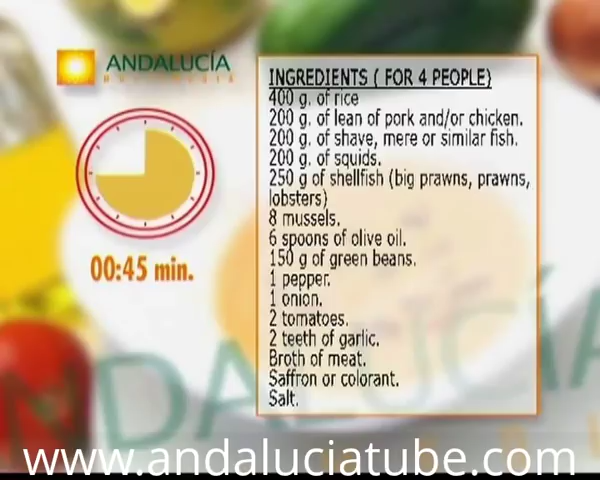 ANDALUCÍA
INGREDIENTS ( FOR 4 PEOPLE)
400 g. of rice
200 g. of lean of pork and/or chicken.
200 g. of shave, mere or similar fish.
200 g. of squids.
250 g of shellfish (big prawns, prawns,
lobsters)
8 mussels.
6 spoons of olive oil.
150 g of green beans.
1 pepper.
1 onion.
2 tomatoes.
2 teeth of garlic.
Broth of meat.
Saffron or colorant.
Salt.
00:45 min.
www.andaluciatube.com